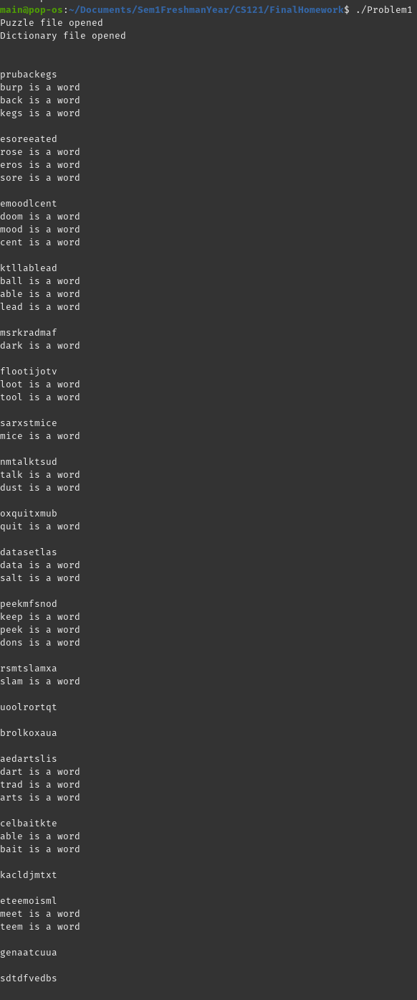 main@pop-os:~/Documents/Sem1FreshmanYear/CS121/FinalHomework$ ./Problem1
Puzzle file opened
Dictionary file opened
prubackegs
burp is a word
back is a word
kegs is a word
esoreeated
rose is a word
eros is a word
sore is a word
emoodlcent
doom is a word
mood is a word
cent is a word
ktllablead
ball is a word
able is a word
lead is a word
msrkradmaf
dark is a word
flootijotv
loot is a word
tool is a word
sarxstmice
mice is a word
nmtalktsud
talk is a word
dust is a word
oxquitxmub
quit is a word
datasetlas
data is a word
salt is a word
peekmfsnod
keep is a word
peek is a word
dons is a word
rsmtslamxa
slam is a word
uoolrortqt
brolkoxaua
aedartslis
dart is a word
trad is a word
arts is a word
celbaitkte
able is a word
bait is a word
kacldjmtxt
eteemoisml
meet is a word
teem is a word
genaatcuua
sdtdfvedbs